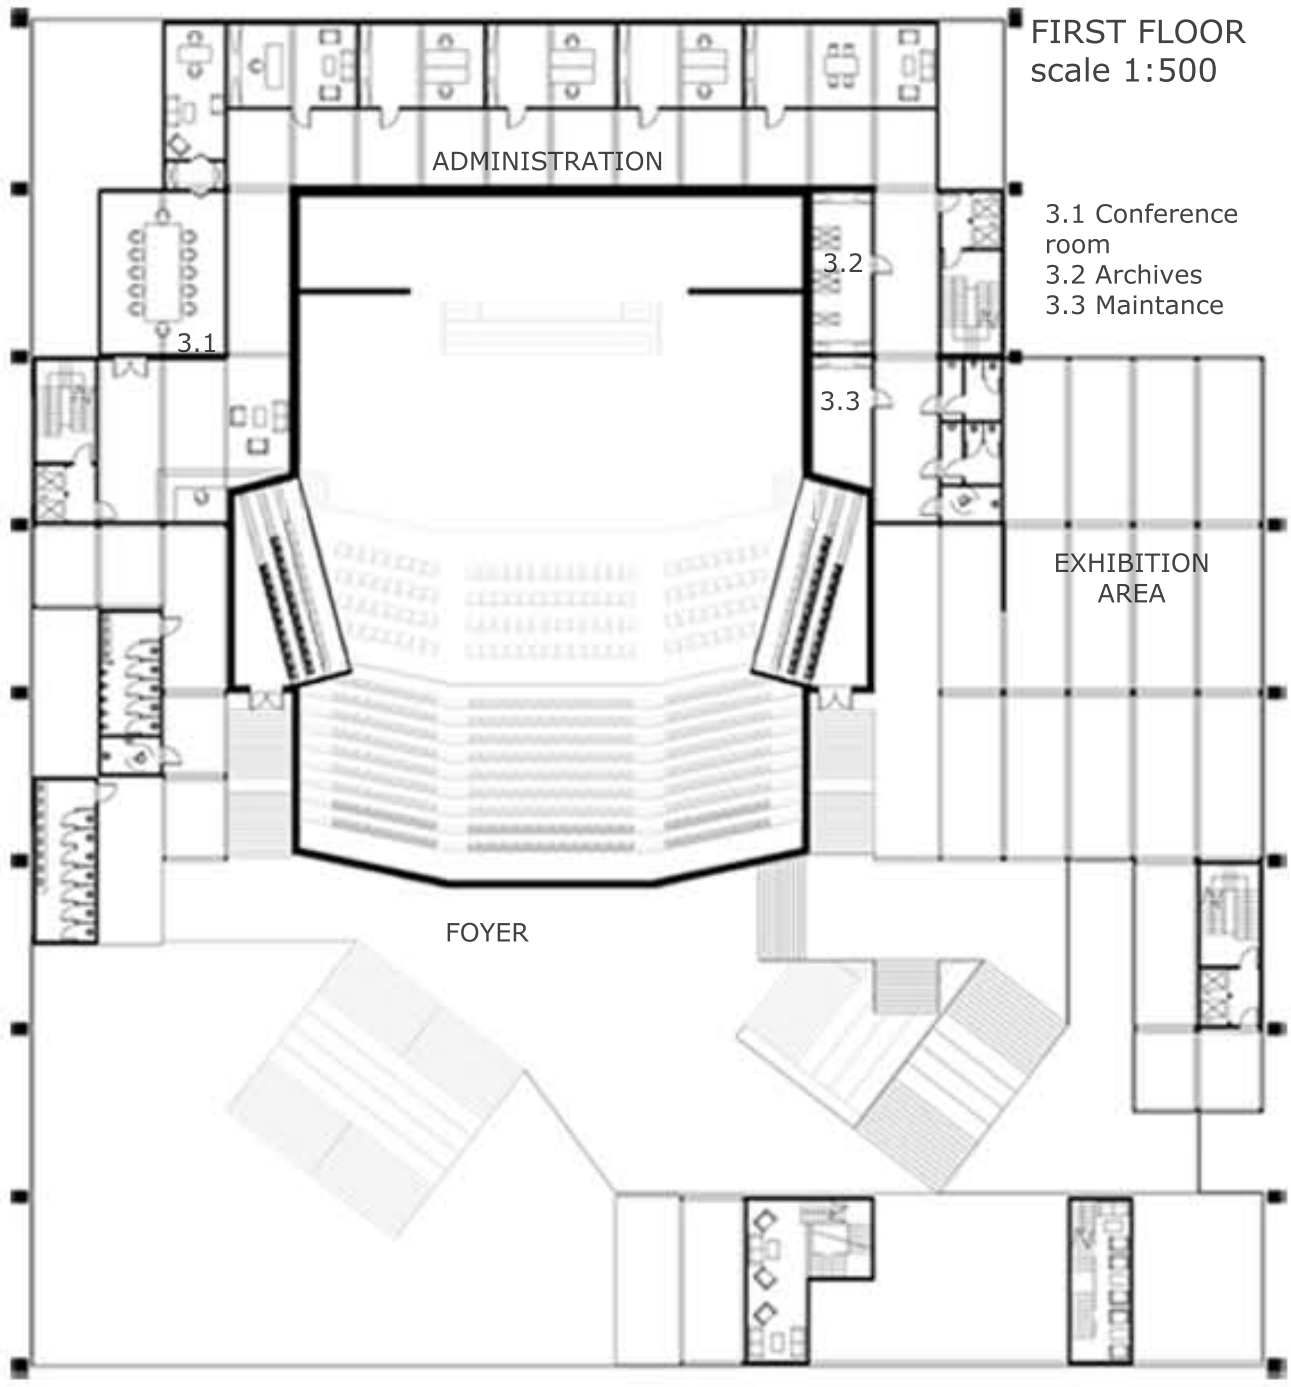 FIRST FLOOR
scale 1:500
ADMINISTRATION
3.1 Conference
room
3.2 Archives
3.3 Maintance
3.2
3.1
3.3
EXHIBITION
AREA
FOYER